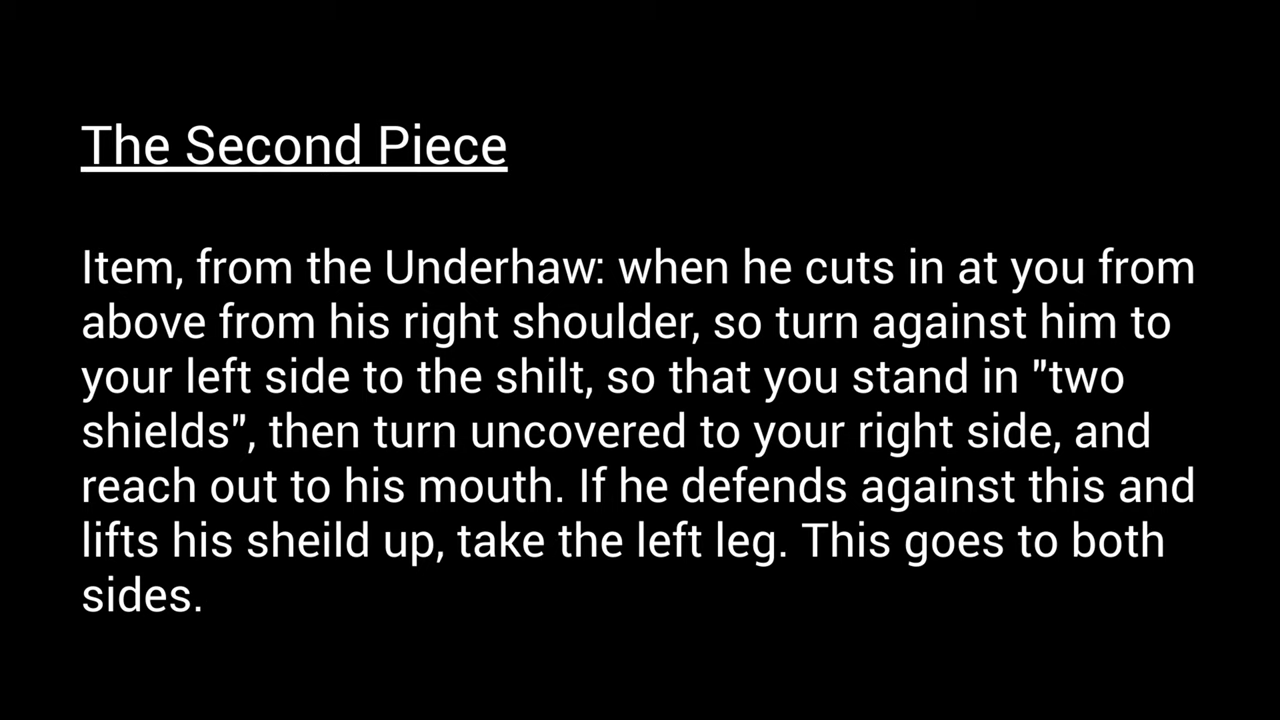 The Second Piece
Item, from the Underhaw: when he cuts in at you from
above from his right shoulder, so turn against him to
your left side to the shilt, so that you stand in "two
shields", then turn uncovered to your right side, and
reach out to his mouth. If he defends against this and
lifts his sheild up, take the left leg. This goes to both
sides.